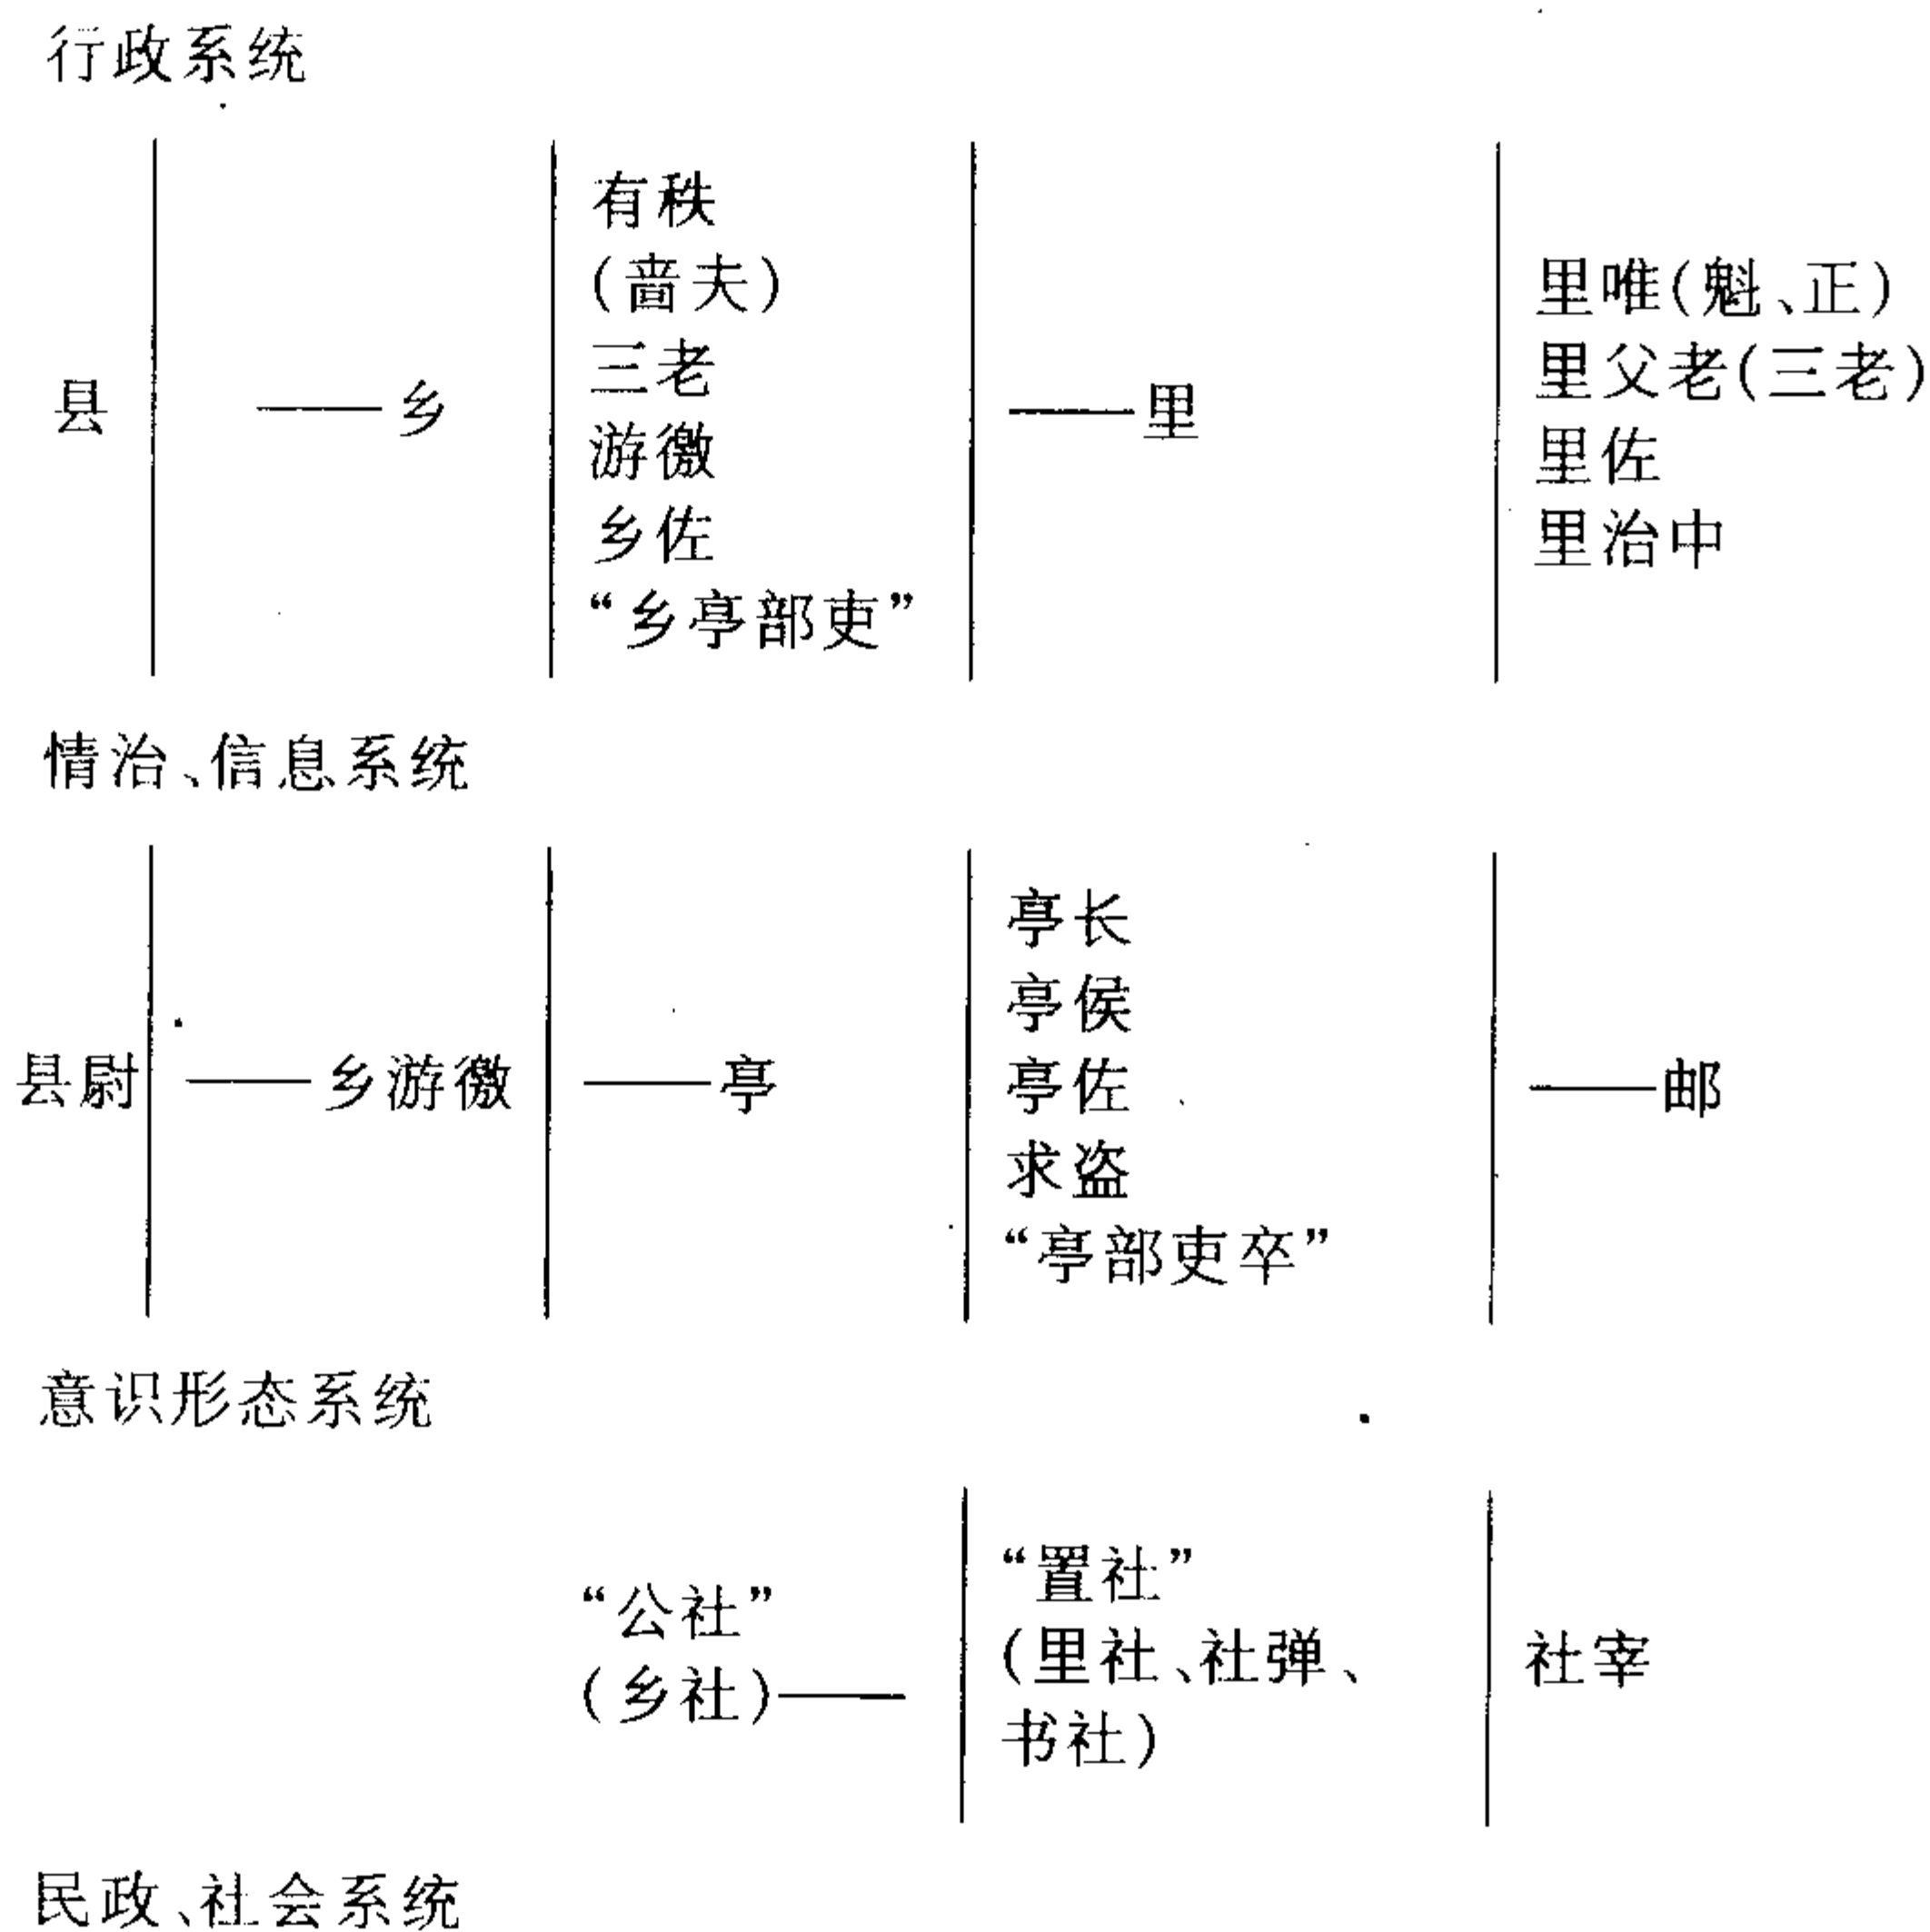 行政系统
县
——乡
有秩
(啬夫)
三老
游徼
乡佐
“乡亭部吏”
——里
里唯(魁、正)
里父老(三老)
里佐
里治中
情治、信息系统
县尉
——乡游徼
——亭
亭长
亭侯
亭佐
求盗
“亭部吏卒”
——邮
意识形态系统
“公社”
(乡社)——
“置社”
(里社、社弹、
书社)
社宰
民政、社会系统